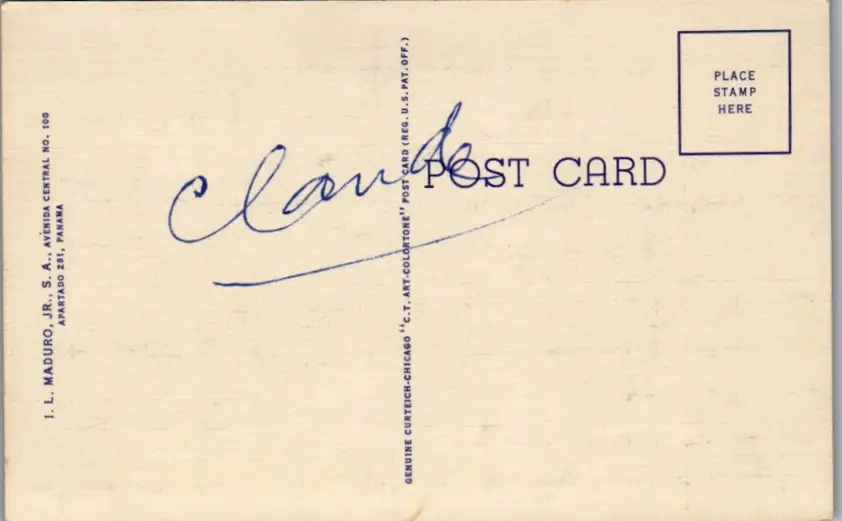 I. L. MADURO, JR., S. A., AVENIDA CENTRAL NO. 100
APARTADO 281, PANAMA
Claude
GENUINE CURTEICH-CHICAGO "C.T. ART-COLORTONE" POST CARD (REG. U.S. PAT. OFF.)
POST CARD
PLACE
STAMP
HERE